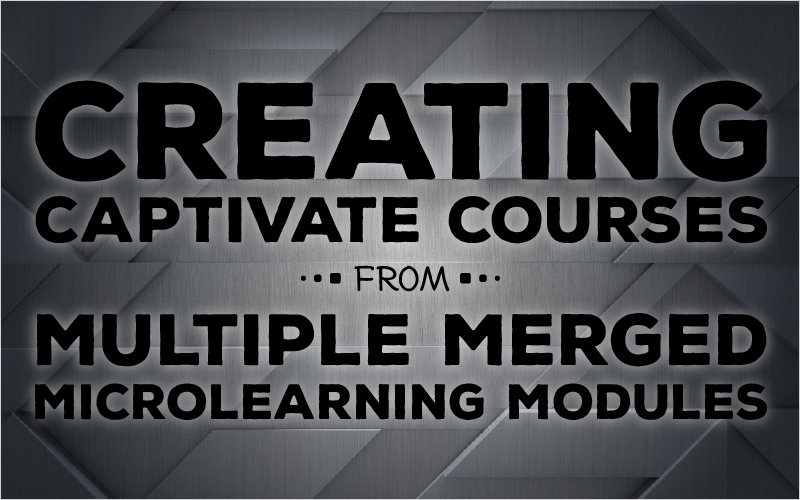 CREATING
CAPTIVATE COURSES
FROM
MULTIPLE MERGED
MICROLEARNING MODULES